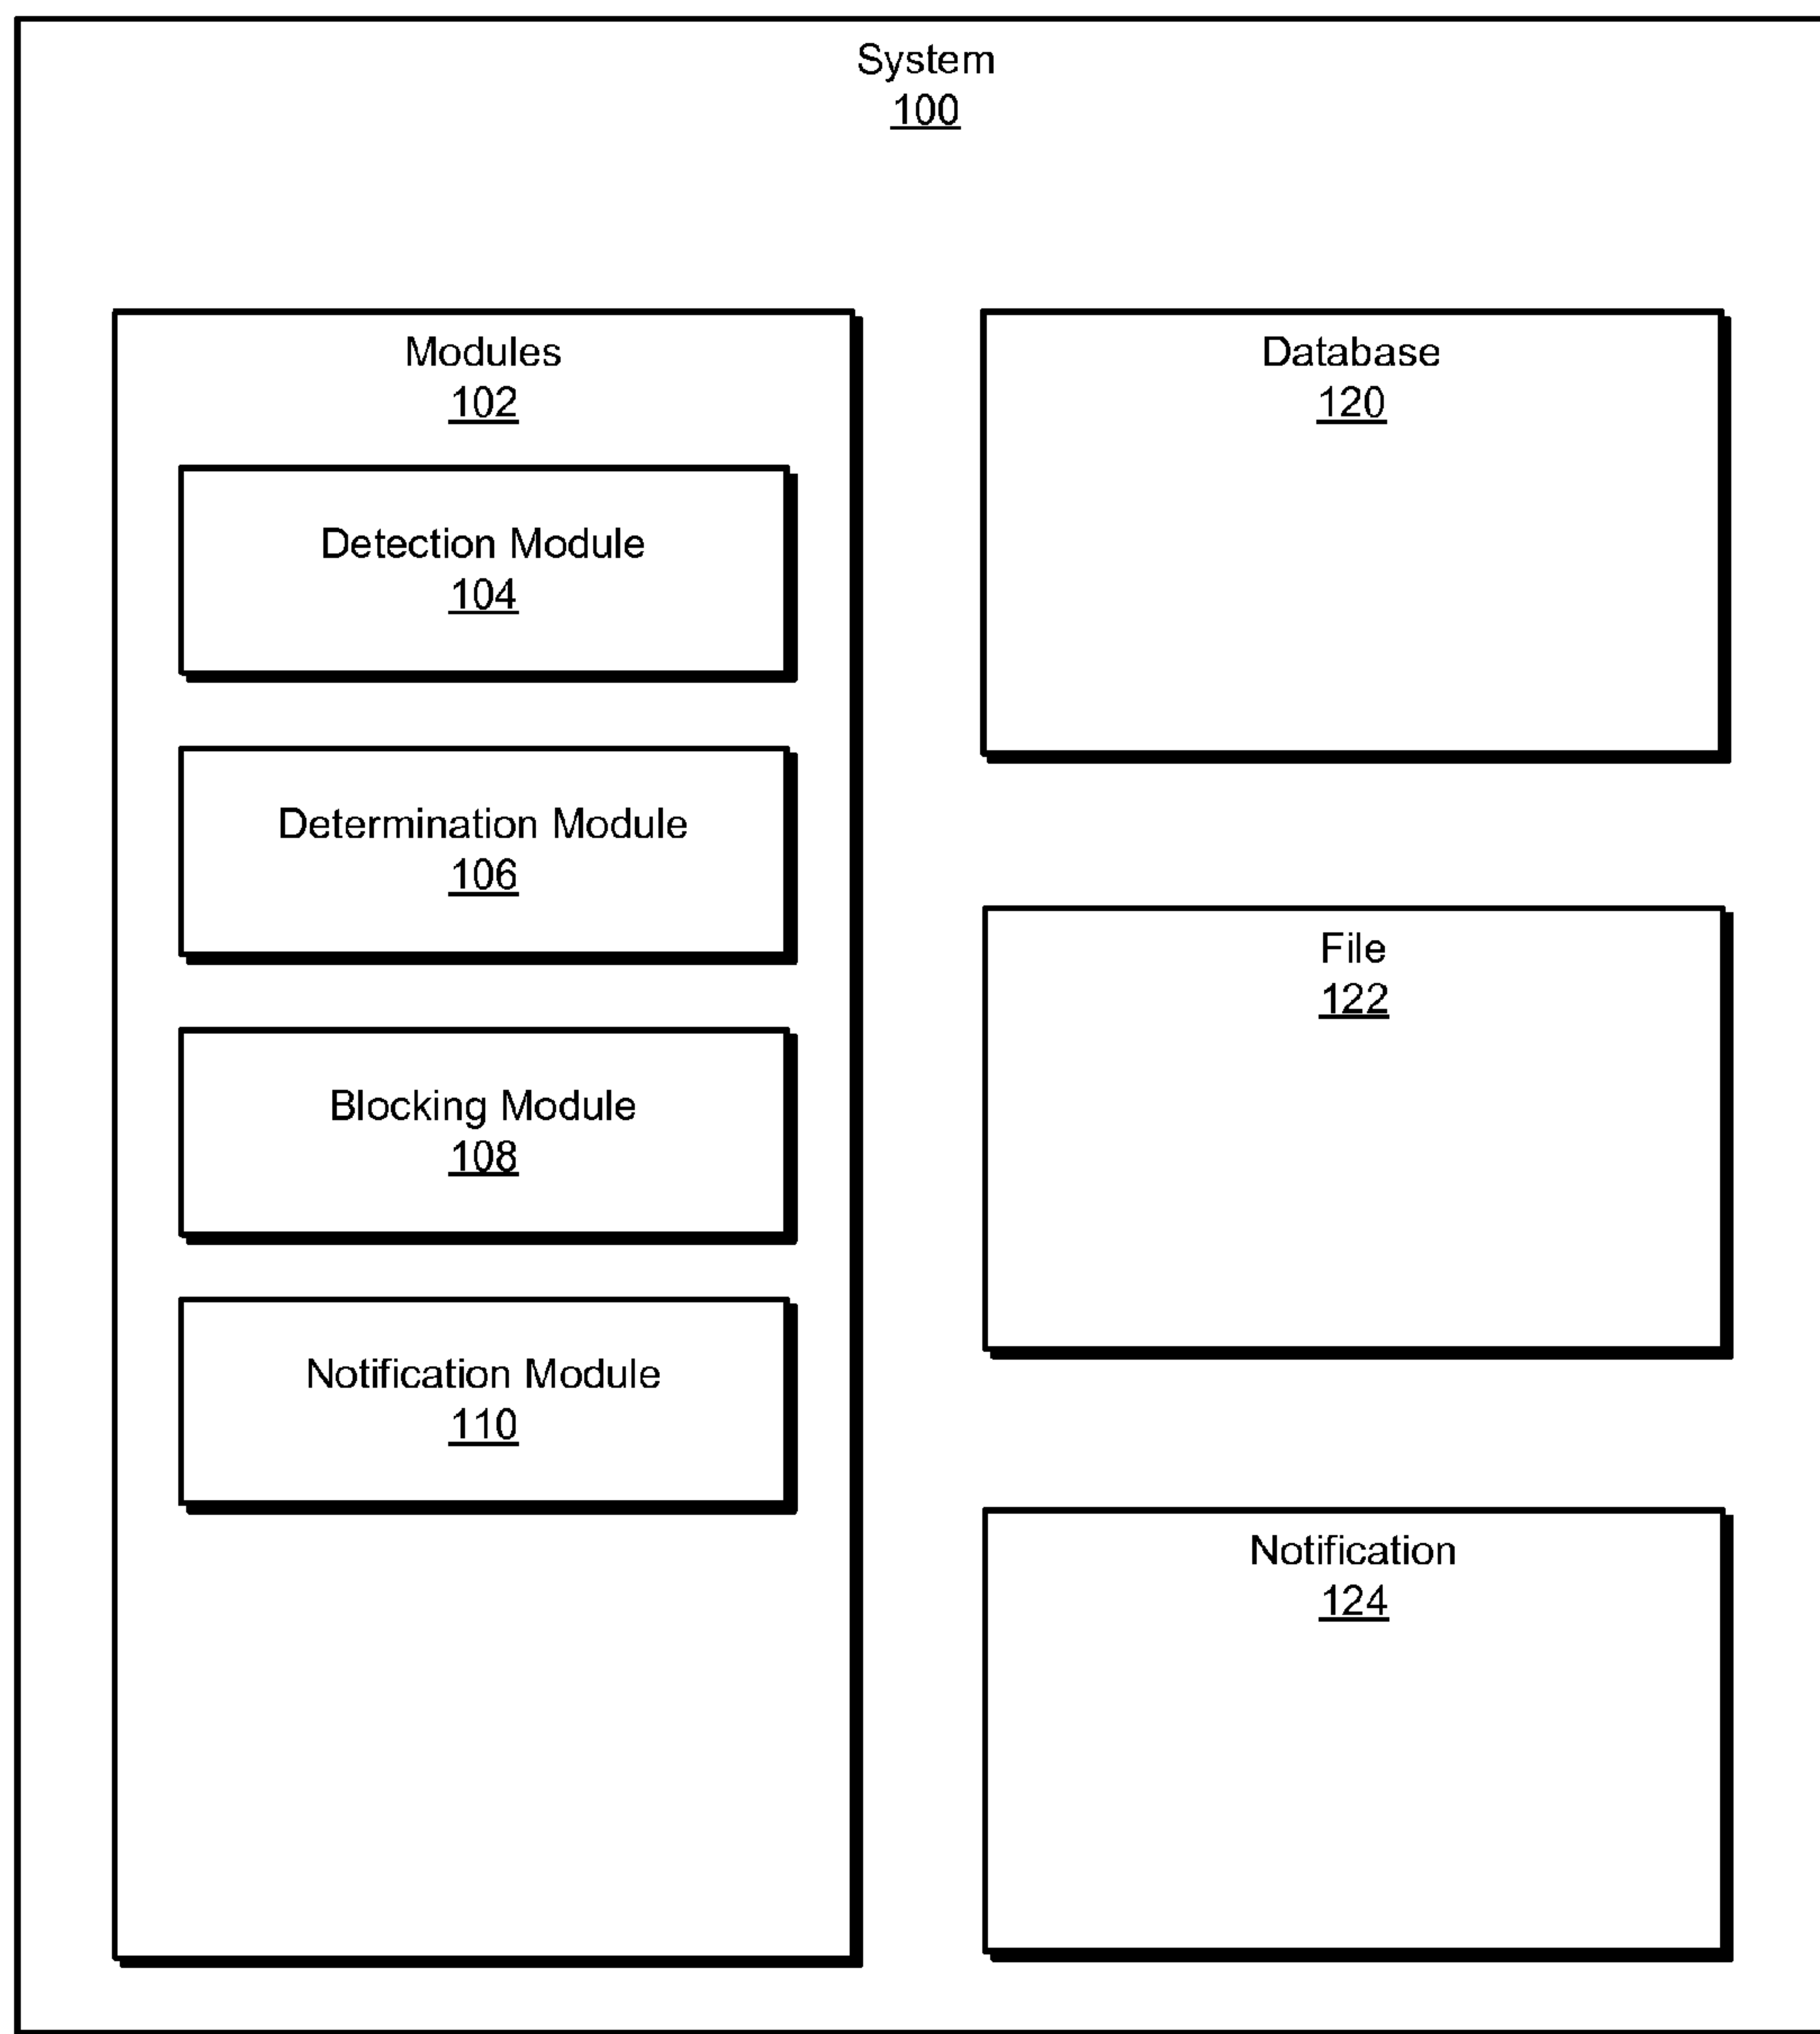 System
100
Modules
102
Detection Module
104
Determination Module
106
Blocking Module
108
Notification Module
110
Database
120
File
122
Notification
124